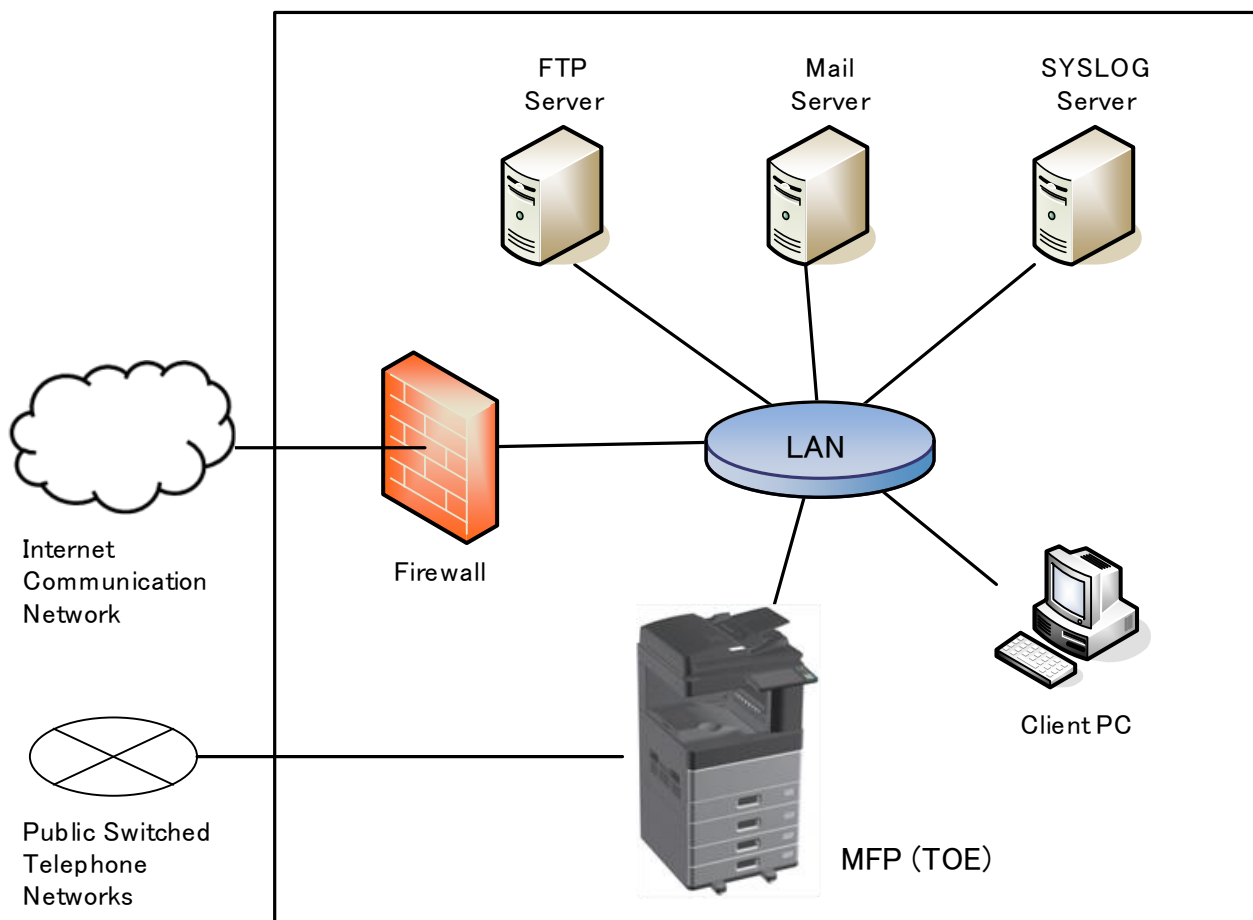 FTP
Server
Mail
Server
SYSLOG
Server
LAN
Internet
Communication
Network
Firewall
Client PC
Public Switched
Telephone
Networks
MFP (TOE)